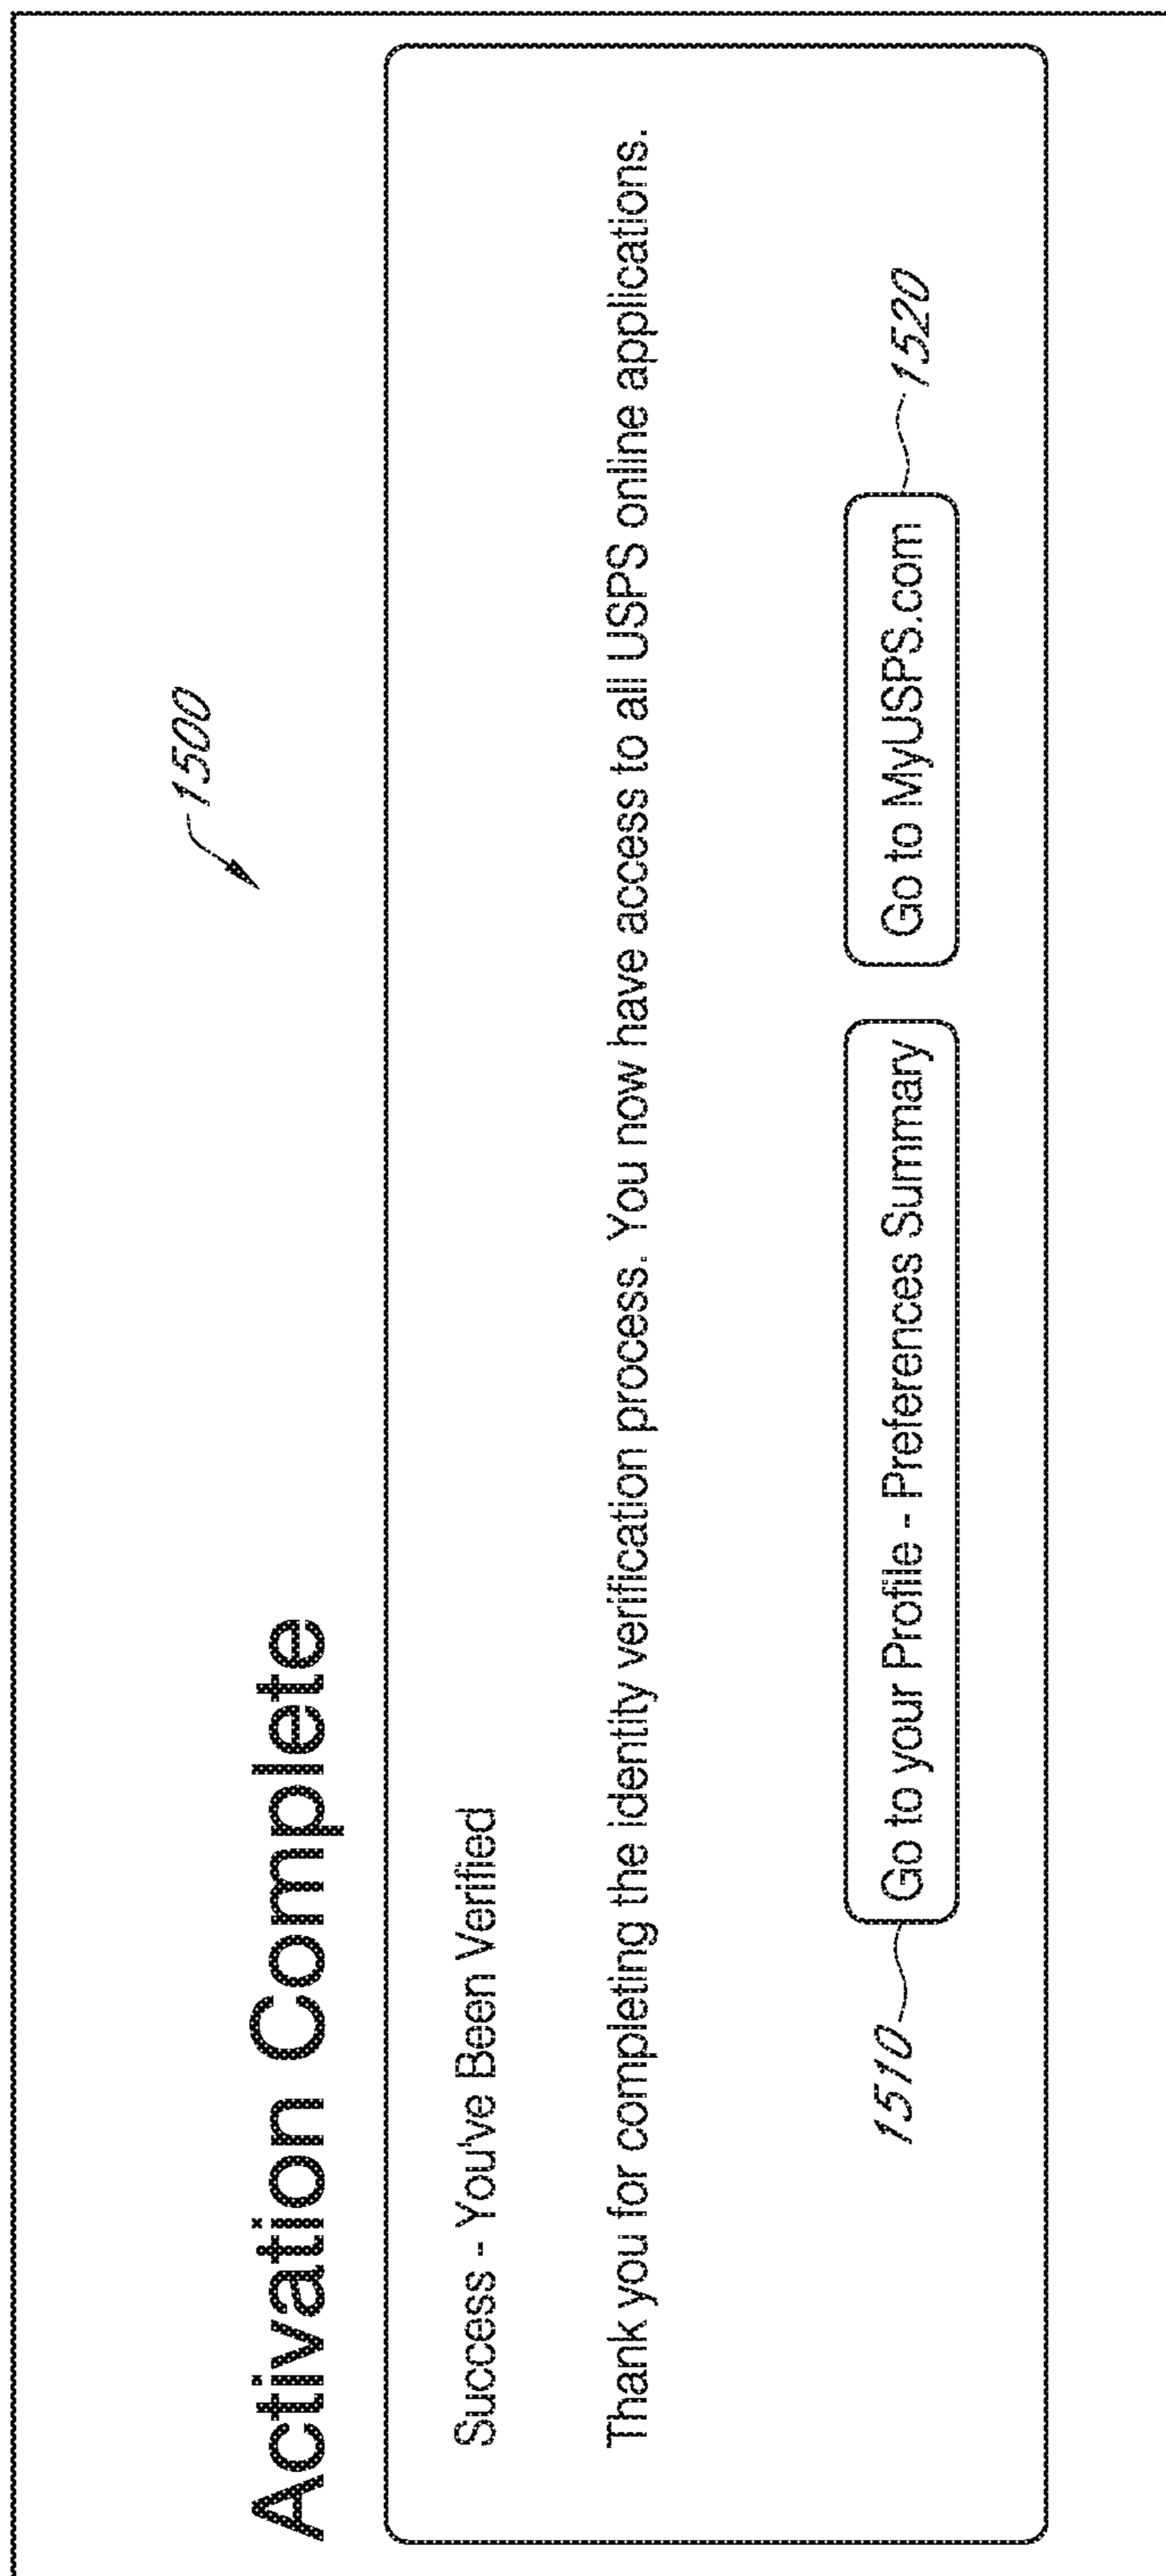 1500
Activation Complete
Success - You've Been Verified
Thank you for completing the identity verification process. You now have access to all USPS online applications.
1510 Go to your Profile - Preferences Summary Go to MyUSPS.com 1520